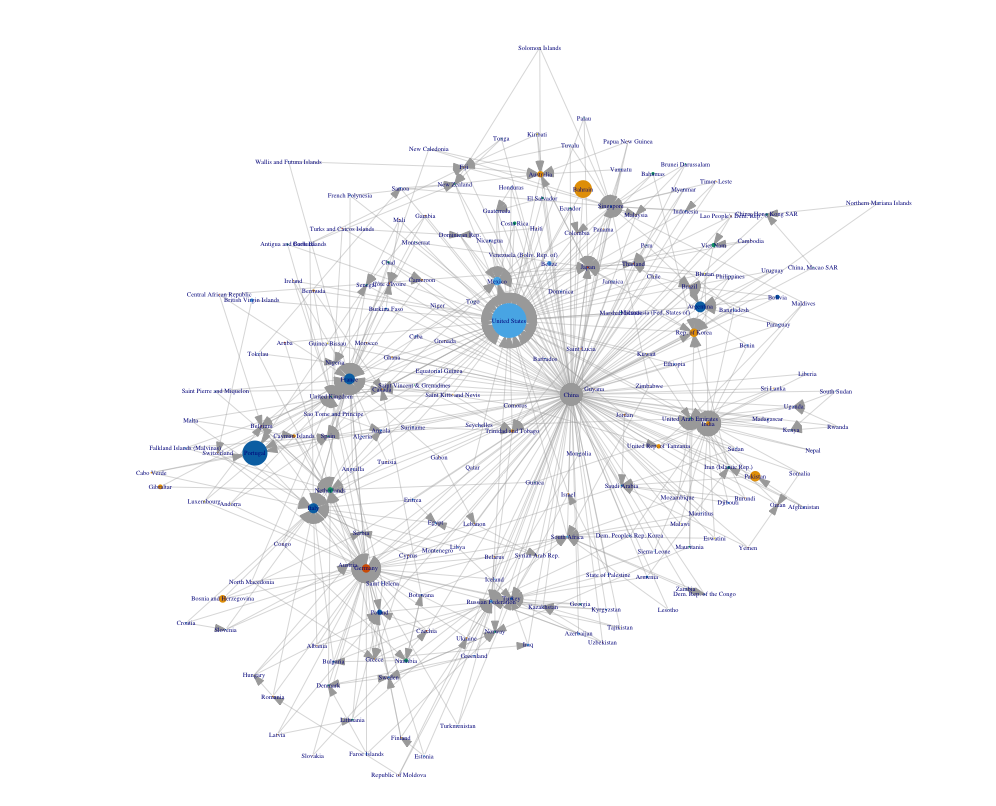 Solomon Islands
Palau
Kiribati
Tonga
Tuvalu
Papua New Guinea
New Caledonia
Wallis and Futuna Islands
Fiji
Vanuatu
Brunei Darussalam
Australia
Bahamas
Timor-Leste
New Zealand
Samoa
Honduras
Bahrain
Myanmar
French Polynesia
El Salvador
Northern Mariana Islands
Guatemala
Ecuador
Singapore
Malaysia
Indonesia
Gambia
Mali
Costa Rica
Lao People's Dem. Rep.
China, Hong Kong SAR
Turks and Caicos Islands
Haiti
Panama
Dominican Rep.
Colombia
Nicaragua
Montserrat
Antigua and Barbuda
Cambodia
Viet Nam
Peru
Venezuela (Boliv. Rep. of)
Chad
Belize
Japan
Thailand
China, Macao SAR
Uruguay
Bhutan
Philippines
Chile
Cameroon
Côte d'Ivoire
Senegal
Ireland
Mexico
Jamaica
Brazil
Bermuda
Dominica
Central African Republic
British Virgin Islands
Togo
Niger
Bolivia
Maldives
Argentina
Burkina Faso
Bangladesh
Micronesia (Fed. States of)
United States
Paraguay
Cuba
Grenada
Rep. of Korea
Aruba
Guinea-Bissau
Morocco
Benin
Saint Lucia
Tokelau
Ghana
Barbados
Kuwait
Nigeria
Ethiopia
Equatorial Guinea
Liberia
France
Saint Vincent & Grenadines
Zimbabwe
Guyana
Sri Lanka
Canada
Saint Pierre and Miquelon
South Sudan
China
Saint Kitts and Nevis
United Kingdom
Comoros
Uganda
Sao Tome and Principe
Jordan
United Arab Emirates
Madagascar
Malta
India
Seychelles
Belgium
Suriname
Rwanda
Angola
Kenya
Trinidad and Tobago
Cayman Islands
Spain
Algeria
Falkland Islands (Malvinas)
United Rep. of Tanzania
Sudan
Nepal
Switzerland
Portugal
Mongolia
Gabon
Tunisia
Anguilla
Qatar
Iran (Islamic Rep.)
Cabo Verde
Somalia
Pakistan
Guinea
Gibraltar
Saudi Arabia
Netherlands
Mozambique
Burundi
Israel
Eritrea
Djibouti
Luxembourg
Andorra
Oman
Afghanistan
Italy
Mauritius
Egypt
Lebanon
Malawi
Serbia
Dem. People's Rep. Korea
South Africa
Eswatini
Congo
Libya
Montenegro
Mauritania
Yemen
Sierra Leone
Cyprus
Belarus
Syrian Arab Rep.
Austria
Germany
State of Palestine
Armenia
Iceland
North Macedonia
Saint Helena
Zambia
Dem. Rep. of the Congo
Botswana
Bosnia and Herzegovina
Turkey
Russian Federation
Georgia
Kazakhstan
Kyrgyzstan
Lesotho
Poland
Croatia
Slovenia
Tajikistan
Czechia
Norway
Azerbaijan
Ukraine
Uzbekistan
Albania
Iraq
Greenland
Bulgaria
Greece
Namibia
Hungary
Sweden
Denmark
Romania
Lithuania
Turkmenistan
Latvia
Finland
Slovakia
Faroe Islands
Estonia
Republic of Moldova